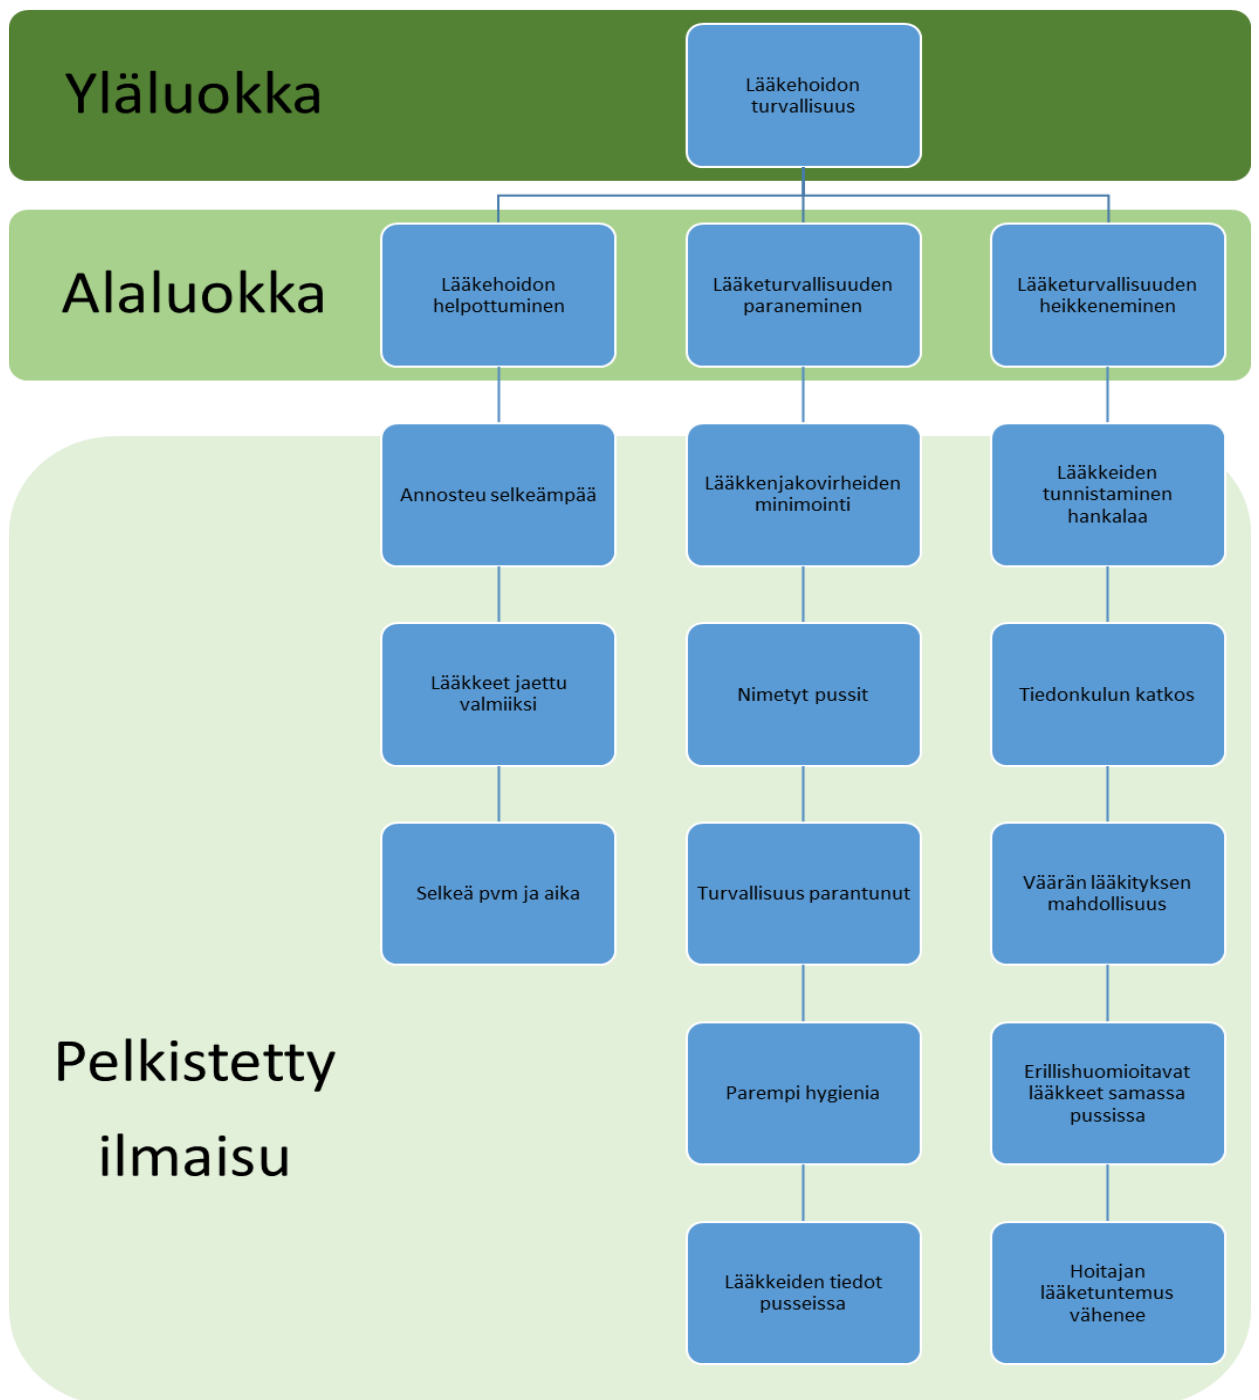 Yläluokka
Lääkehoidon
turvallisuus
Alaluokka
Lääkehoidon
helpottuminen
Lääketurvallisuuden
paraneminen
Lääketurvallisuuden
heikkeneminen
Pelkistetty
ilmaisu
Annosteu selkeämpää
Lääkkeet jaettu
valmiiksi
Selkeä pvm ja aika
Lääkkenjakovirheiden
minimointi
Nimetyt pussit
Turvallisuus parantunut
Parempi hygienia
Lääkkeiden tiedot
pusseissa
Lääkkeiden
tunnistaminen
hankalaa
Tiedonkulun katkos
Väärän lääkityksen
mahdollisuus
Erillishuomioitavat
lääkkeet samassa
pussissa
Hoitajan
lääketuntemus
vähenee